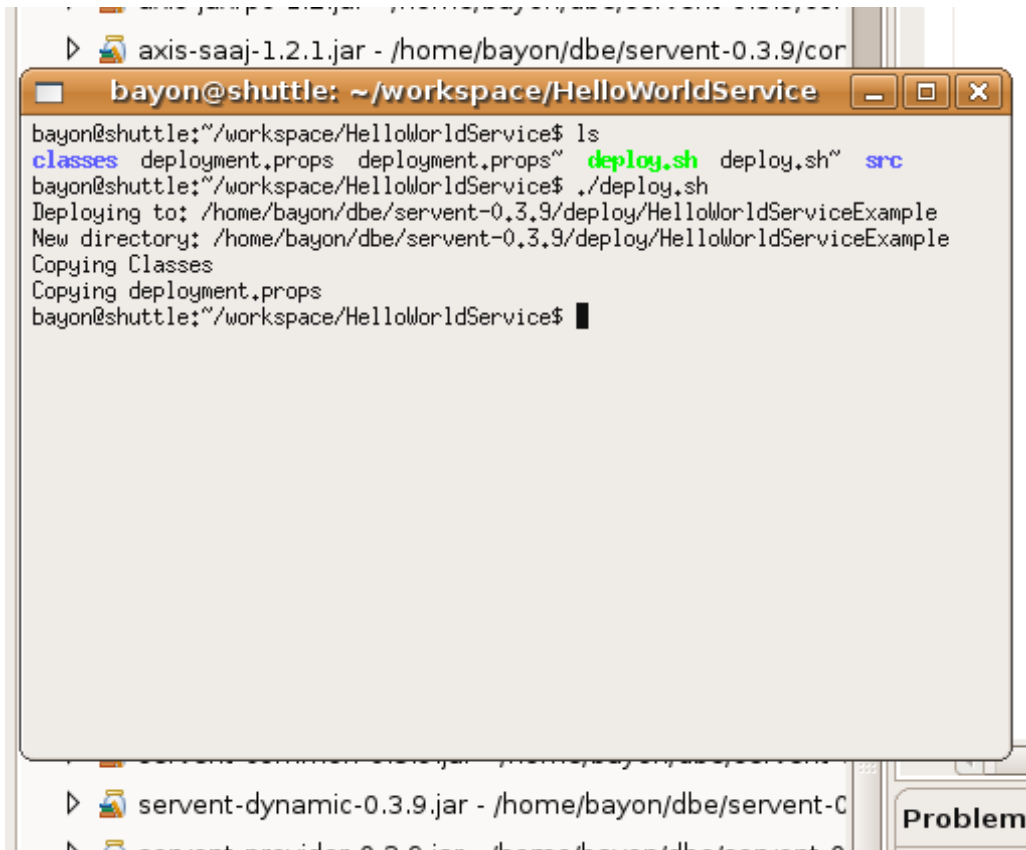 axis-saaj-1.2.1.jar - /home/bayon/dbe/servent-0.3.9/cor
bayon@shuttle: ~/workspace/HelloWorldService
bayon@shuttle:~/workspace/HelloWorldService$ ls
classes deployment.props deployment.props~ deploy.sh deploy.sh~ src
bayon@shuttle:~/workspace/HelloWorldService$ ./deploy.sh
Deploying to: /home/bayon/dbe/servent-0.3.9/deploy/HelloWorldServiceExample
New directory: /home/bayon/dbe/servent-0.3.9/deploy/HelloWorldServiceExample
Copying Classes
Copying deployment.props
bayon@shuttle:~/workspace/HelloWorldService$
servent-dynamic-0.3.9.jar - /home/bayon/dbe/servent-0
Problem